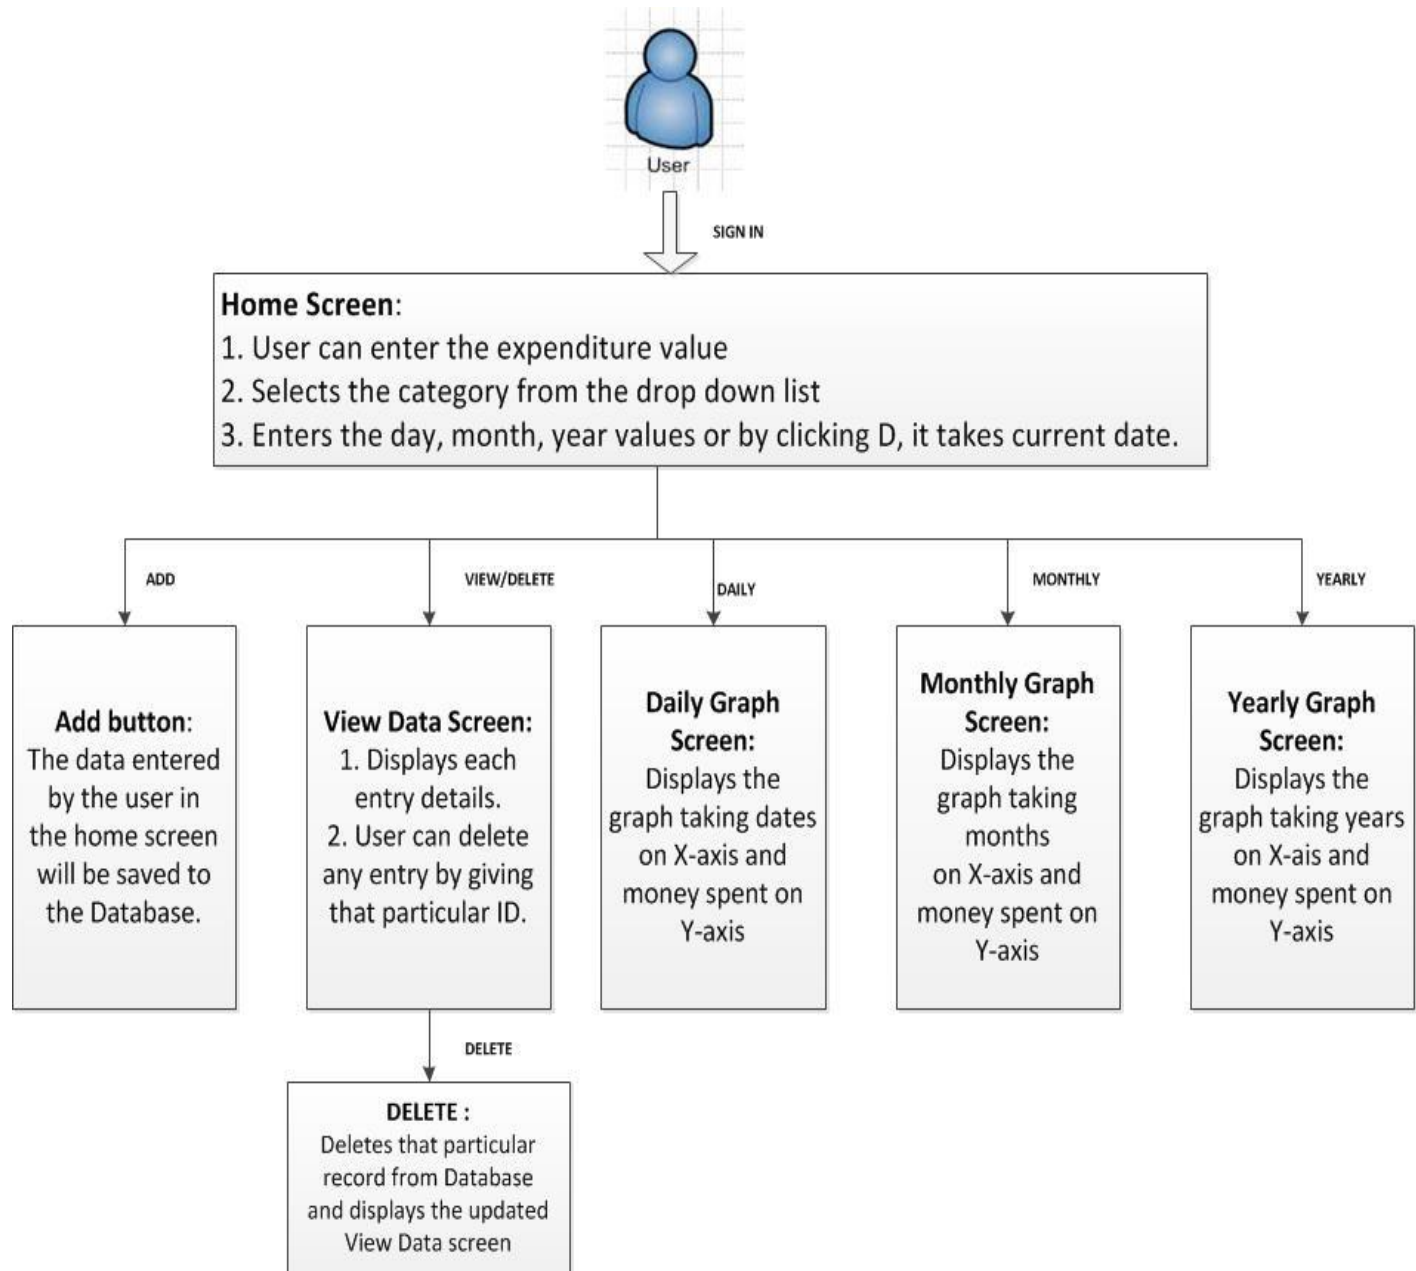 User
SIGN IN
Home Screen:
1. User can enter the expenditure value
2. Selects the category from the drop down list
3. Enters the day, month, year values or by clicking D, it takes current date.
ADD
VIEW/DELETE
DAILY
MONTHLY
YEARLY
Add button:
The data entered
by the user in
the home screen
will be saved to
the Database.
View Data Screen:
1. Displays each
entry details.
2. User can delete
any entry by giving
that particular ID.
Daily Graph
Screen:
Displays the
graph taking dates
on X-axis and
money spent on
Y-axis
Monthly Graph
Screen:
Displays the
graph taking
months
on X-axis and
money spent on
Y-axis
Yearly Graph
Screen:
Displays the
graph taking years
on X-ais and
money spent on
Y-axis
DELETE
DELETE :
Deletes that particular
record from Database
and displays the updated
View Data screen